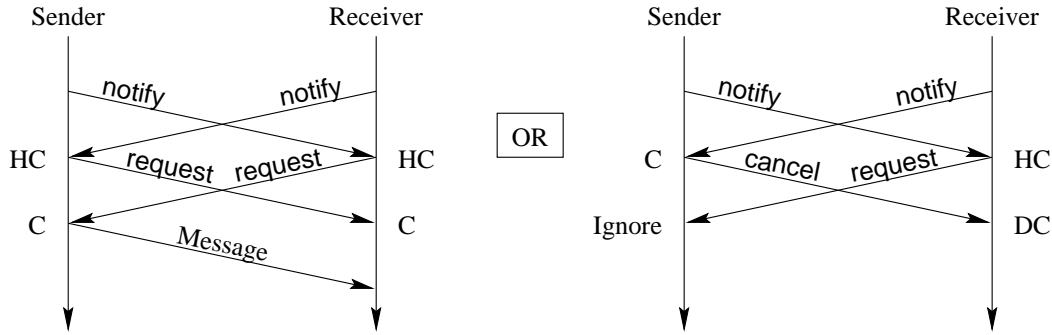 Sender Receiver Sender Receiver
notify notify notify notify
HC HC OR C HC
request request cancel request
C C Ignore DC
Message